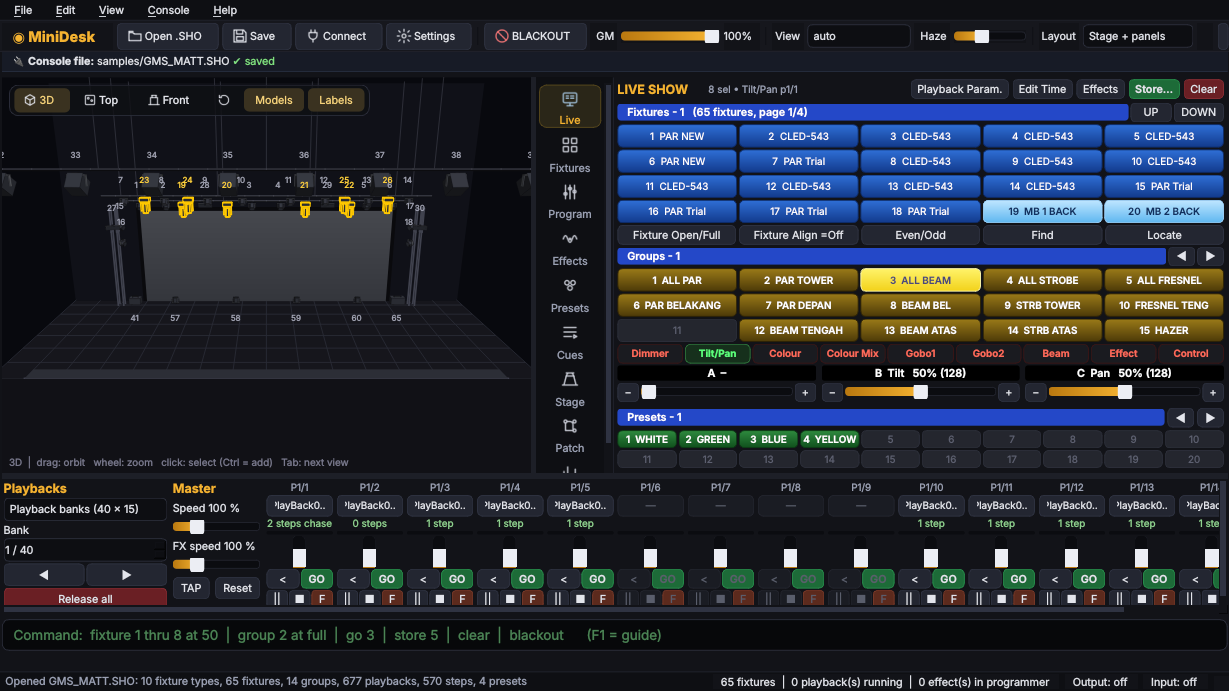 File Edit View Console Help
MiniDesk Open .SHO Save Connect Settings BLACKOUT GM 100% View auto Haze Layout Stage + panels
Console file: samples/GMS_MATT.SHO ✓ saved
3D Top Front Models Labels
33 34 35 36 37 38
7 23 8 24 9 10 11 21 12 25 26 14
1 19 28 20 3 4 29 22 5 6
27 15 17 30
16 18
41 57 58 59 60 65
3D | drag: orbit wheel: zoom click: select (Ctrl = add) Tab: next view
Live
Fixtures
Program
Effects
Presets
Cues
Stage
Patch
LIVE SHOW 8 sel • Tilt/Pan p1/1 Playback Param. Edit Time Effects Store... Clear
Fixtures - 1 (65 fixtures, page 1/4) UP DOWN
1 PAR NEW 2 CLED-543 3 CLED-543 4 CLED-543 5 CLED-543
6 PAR NEW 7 PAR Trial 8 CLED-543 9 CLED-543 10 CLED-543
11 CLED-543 12 CLED-543 13 CLED-543 14 CLED-543 15 PAR Trial
16 PAR Trial 17 PAR Trial 18 PAR Trial 19 MB 1 BACK 20 MB 2 BACK
Fixture Open/Full Fixture Align =Off Even/Odd Find Locate
Groups - 1 ◀ ▶
1 ALL PAR 2 PAR TOWER 3 ALL BEAM 4 ALL STROBE 5 ALL FRESNEL
6 PAR BELAKANG 7 PAR DEPAN 8 BEAM BEL 9 STRB TOWER 10 FRESNEL TENG
11 12 BEAM TENGAH 13 BEAM ATAS 14 STRB ATAS 15 HAZER
Dimmer Tilt/Pan Colour Colour Mix Gobo1 Gobo2 Beam Effect Control
A – B Tilt 50% (128) C Pan 50% (128)
– + – + – +
Presets - 1 ◀ ▶
1 WHITE 2 GREEN 3 BLUE 4 YELLOW 5 6 7 8 9 10
11 12 13 14 15 16 17 18 19 20
Playbacks
Playback banks (40 × 15)
Bank
1 / 40
◀ ▶
Release all
Master
Speed 100 %
FX speed 100 %
TAP Reset
P1/1 P1/2 P1/3 P1/4 P1/5 P1/6 P1/7 P1/8 P1/9 P1/10 P1/11 P1/12 P1/13
layBack0.. layBack0.. layBack0.. layBack0.. layBack0.. — — — — layBack0.. layBack0.. layBack0.. layBack0..
2 steps chase 0 steps 1 step 1 step 1 step 1 step 1 step 1 step 1 step 1 ste
< GO < GO < GO < GO < GO < GO < GO < GO < GO < GO < GO < GO < GO <
|| ■ F || ■ F || ■ F || ■ F || ■ F || ■ F || ■ F || ■ F || ■ F || ■ F || ■ F || ■ F || ■ F || ■
Command: fixture 1 thru 8 at 50 | group 2 at full | go 3 | store 5 | clear | blackout (F1 = guide)
Opened GMS_MATT.SHO: 10 fixture types, 65 fixtures, 14 groups, 677 playbacks, 570 steps, 4 presets 65 fixtures | 0 playback(s) running | 0 effect(s) in programmer Output: off Input: off